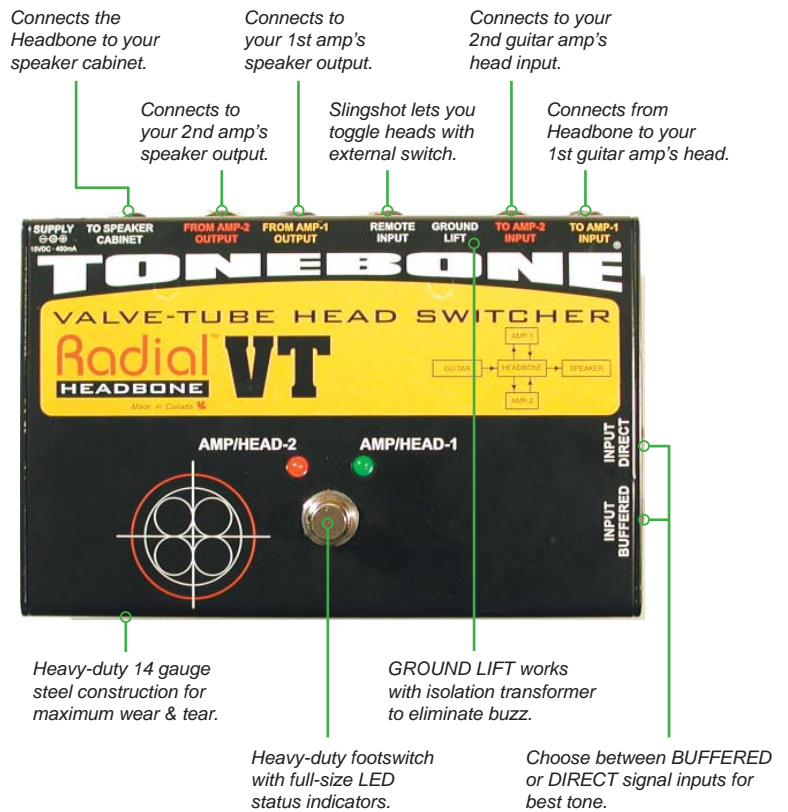 Connects the
Headbone to your
speaker cabinet.
Connects to
your 1st amp's
speaker output.
Connects to your
2nd guitar amp's
head input.
Connects to
your 2nd amp's
speaker output.
Slingshot lets you
toggle heads with
external switch.
Connects from
Headbone to your
1st guitar amp's head.
SUPPLY
15VDC - 400mA
TO SPEAKER
CABINET
FROM AMP-2
OUTPUT
FROM AMP-1
OUTPUT
REMOTE
INPUT
GROUND
LIFT
TO AMP-2
INPUT
TO AMP-1
INPUT
TONEBONE®
VALVE-TUBE HEAD SWITCHER
Radial™
HEADBONE
VT
Made in Canada
AMP-1
GUITAR
HEADBONE
SPEAKER
AMP-2
INPUT
DIRECT
INPUT
BUFFERED
AMP/HEAD-2
AMP/HEAD-1
Heavy-duty 14 gauge
steel construction for
maximum wear & tear.
GROUND LIFT works
with isolation transformer
to eliminate buzz.
Heavy-duty footswitch
with full-size LED
status indicators.
Choose between BUFFERED
or DIRECT signal inputs for
best tone.